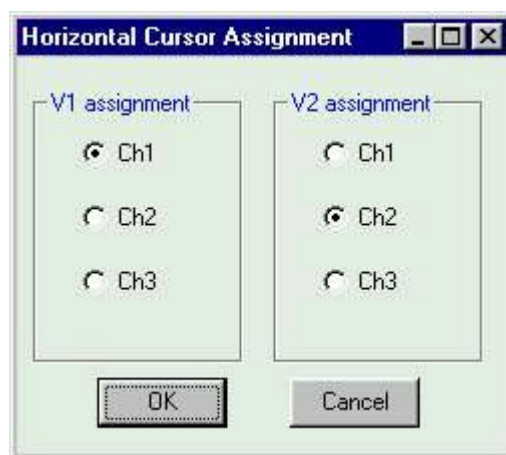 Horizontal Cursor Assignment
V1 assignment
Ch1
Ch2
Ch3
V2 assignment
Ch1
Ch2
Ch3
OK
Cancel